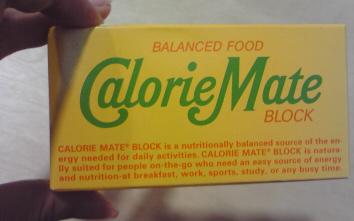 BALANCED FOOD
CalorieMate
BLOCK
CALORIE MATE® BLOCK is a nutritionally balanced source of the en-
ergy needed for daily activities. CALORIE MATE® BLOCK is natura-
lly suited for people on-the-go who need an easy source of energy
and nutrition-at breakfast, work, sports, study, or any busy time.